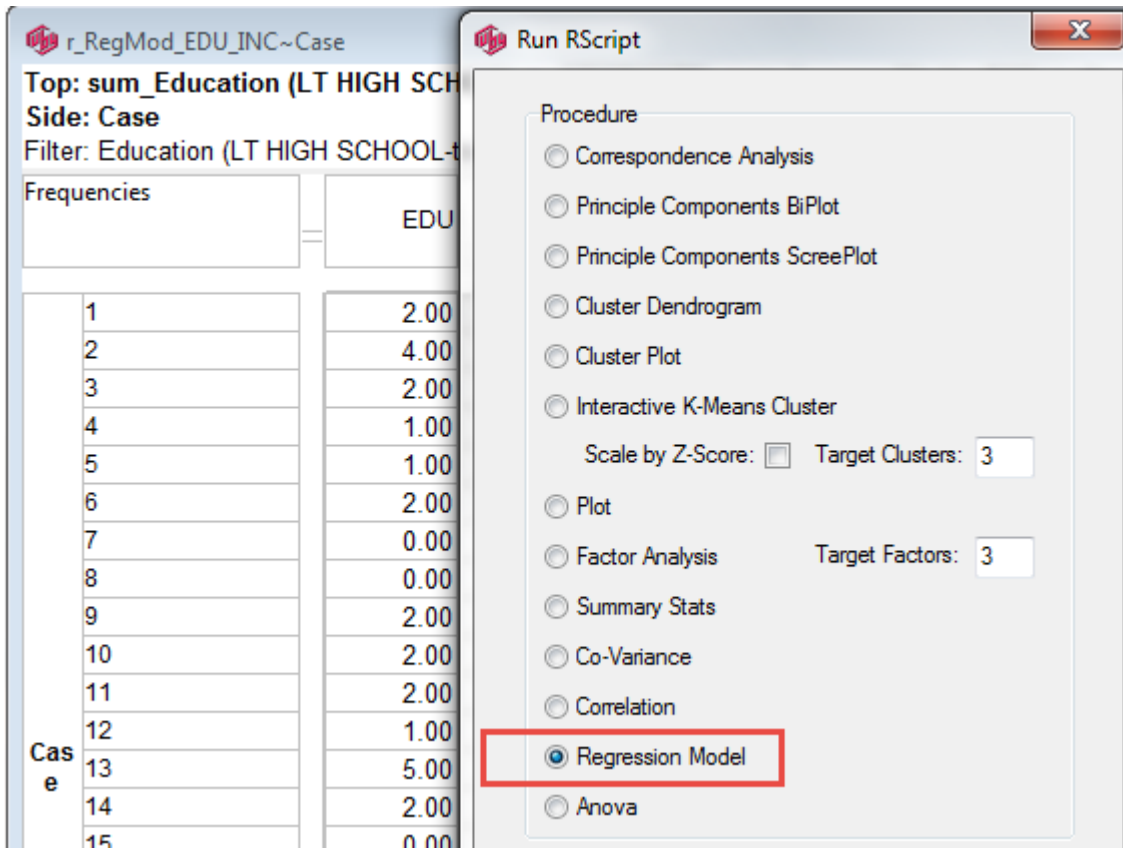 r_RegMod_EDU_INC~Case
Top: sum_Education (LT HIGH SCH
Side: Case
Filter: Education (LT HIGH SCHOOL-t
Frequencies
EDU
1 2.00
2 4.00
3 2.00
4 1.00
5 1.00
6 2.00
7 0.00
8 0.00
9 2.00
10 2.00
11 2.00
12 1.00
Cas
e
13 5.00
14 2.00
15 0.00
Run RScript
Procedure
Correspondence Analysis
Principle Components BiPlot
Principle Components ScreePlot
Cluster Dendrogram
Cluster Plot
Interactive K-Means Cluster
Scale by Z-Score: Target Clusters: 3
Plot
Factor Analysis Target Factors: 3
Summary Stats
Co-Variance
Correlation
Regression Model
Anova